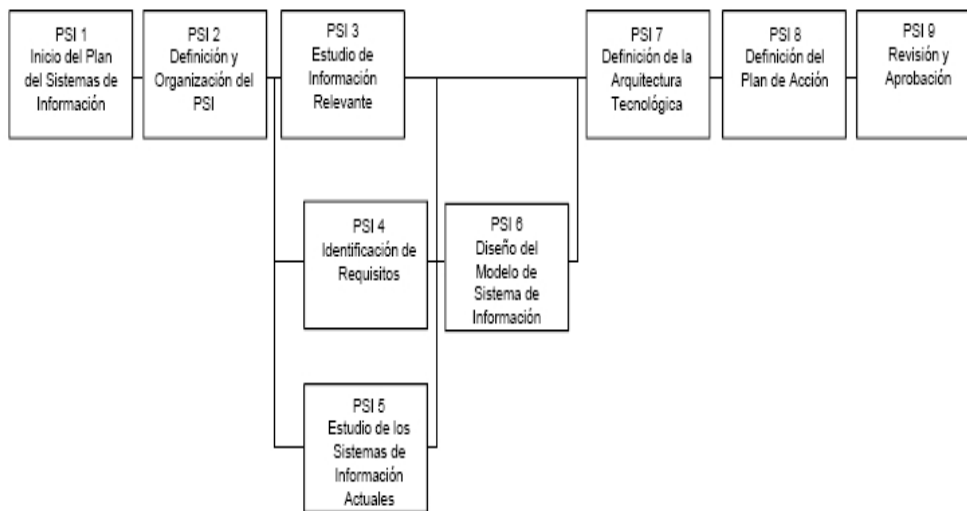 PSI 1
Inicio del Plan
del Sistemas de
Información
PSI 2
Definición y
Organización del
PSI
PSI 3
Estudio de
Información
Relevante
PSI 7
Definición de la
Arquitectura
Tecnológica
PSI 8
Definición del
Plan de Acción
PSI 9
Revisión y
Aprobación
PSI 4
Identificación de
Requisitos
PSI 6
Diseño del
Modelo de
Sistema de
Información
PSI 5
Estudio de los
Sistemas de
Información
Actuales